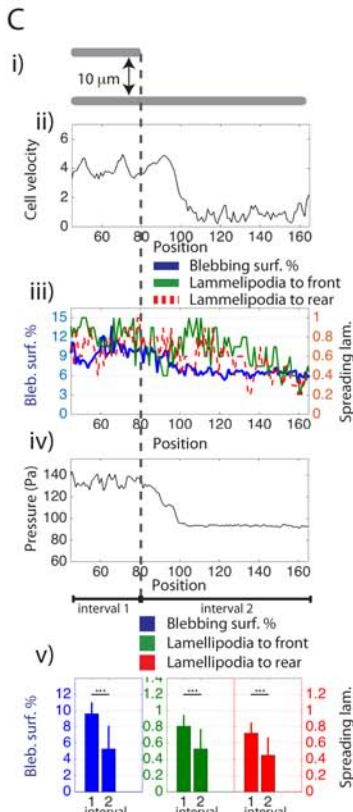 C
i)
10 μm
ii)
Cell velocity
6
4
2
0
60 80 100 120 140 160
Position
Blebbing surf. %
Lammelipodia to front
Lammelipodia to rear
iii)
Bleb. surf. %
15
12
9
6
3
0
1
0.8
0.6
0.4
0.2
0
Spreading lam.
60 80 100 120 140 160
Position
iv)
Pressure (Pa)
140
120
100
80
60
60 80 100 120 140 160
Position
interval 1 interval 2
Blebbing surf. %
Lamellipodia to front
Lamellipodia to rear
v)
Bleb. surf. %
12
10
8
6
4
2
0
...
1 2
interval
1.4
1.2
1
0.8
0.6
0.4
0.2
0
...
1 2
interval
...
1 2
interval
1.
1
0.8
0.6
0.4
0.2
0
Spreading lam.